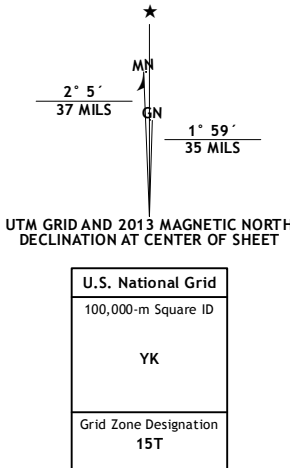 ★
MN
2° 5´
37 MILS
GN
1° 59´
35 MILS
UTM GRID AND 2013 MAGNETIC NORTH
DECLINATION AT CENTER OF SHEET
U.S. National Grid
100,000-m Square ID
YK
Grid Zone Designation
15T